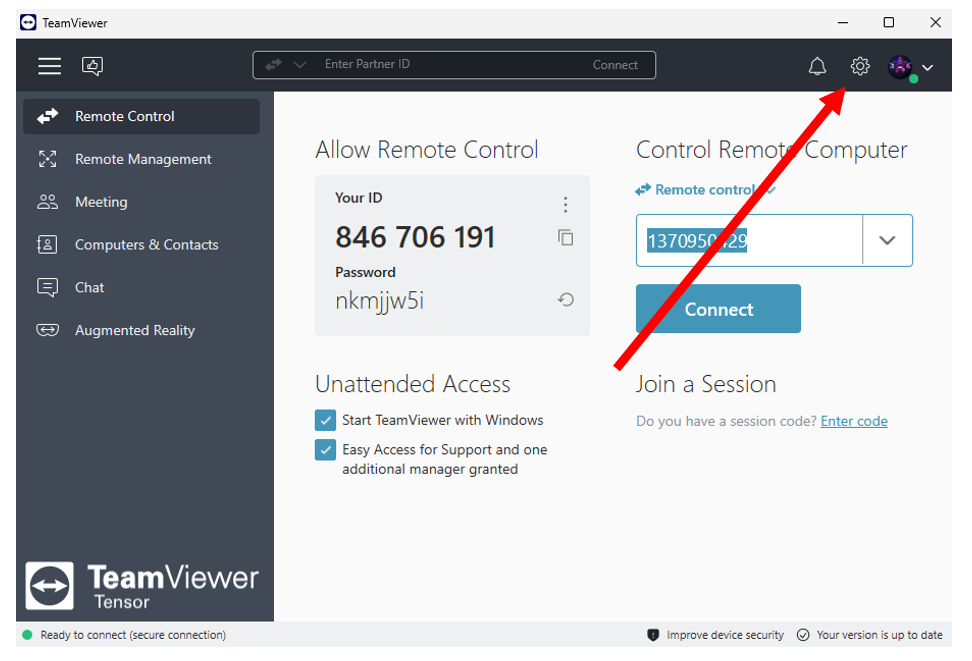 TeamViewer
Enter Partner ID
Connect
Remote Control
Remote Management
Meeting
Computers & Contacts
Chat
Augmented Reality
TeamViewer
Tensor
Allow Remote Control
Your ID
846 706 191
Password
nkmjjw5i
Unattended Access
Start TeamViewer with Windows
Easy Access for Support and one
additional manager granted
Control Remote Computer
Remote control
Connect
Join a Session
Do you have a session code? Enter code
Ready to connect (secure connection)
Improve device security
Your version is up to date